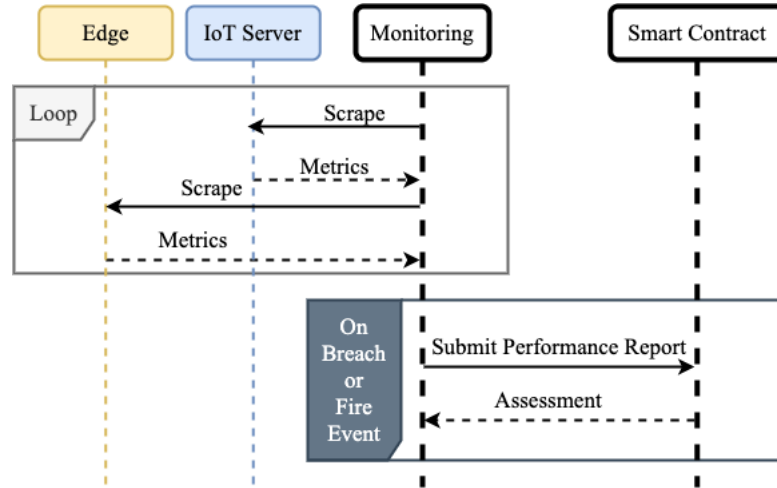 Edge
IoT Server
Monitoring
Smart Contract
Loop
Scrape
Metrics
Scrape
Metrics
On
Breach
or
Fire
Event
Submit Performance Report
Assessment